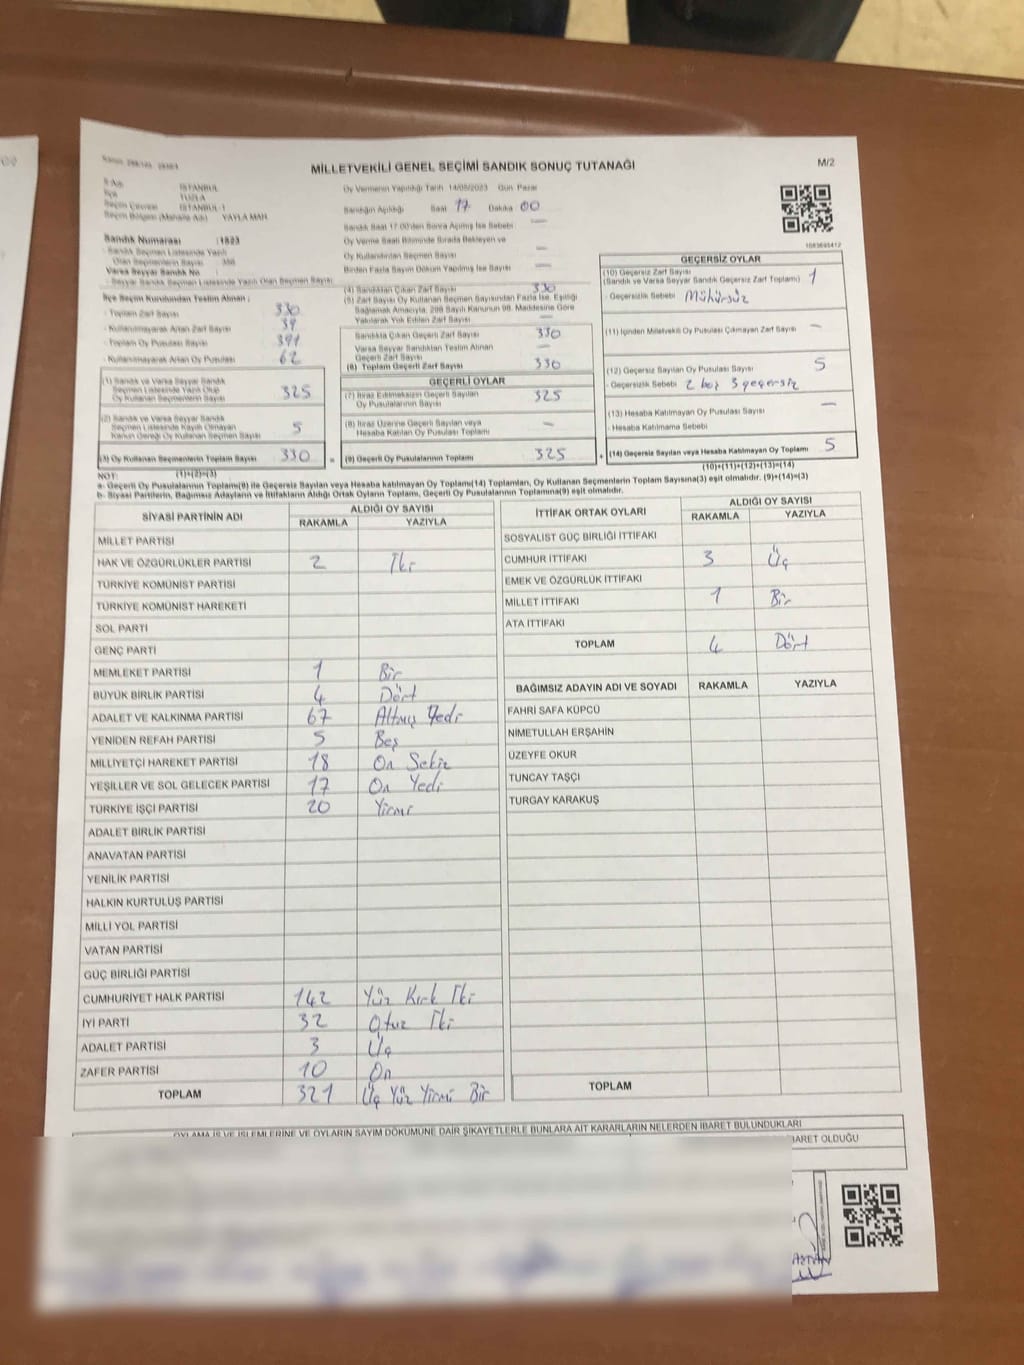 MİLLETVEKİLİ GENEL SEÇİMİ SANDIK SONUÇ TUTANAĞI
M/2
İSTANBUL
TUZLA
İSTANBUL-1
Seçim Bölgesi (Mahalle Adı) YAYLA MAH.
Sandık Numarası :1823
Sandık Seçmen Listesinde Yazılı
Olan Seçmenlerin Sayısı
Varsa Seyyar Sandık No :
Seyyar Sandık Seçmen Listesinde Yazılı Olan Seçmen Sayısı
İlçe Seçim Kurulundan Teslim Alınan :
- Toplam Zarf Sayısı
- Kullanılmayarak Artan Zarf Sayısı 39
- Toplam Oy Pusulası Sayısı 391
- Kullanılmayarak Artan Oy Pusulası 62
(1) Sandık ve Varsa Seyyar Sandık
Seçmen Listesinde Yazılı Olup
Oy Kullanan Seçmenlerin Sayısı 325
(2) Sandık ve Varsa Seyyar Sandık
Seçmen Listesinde Kayıtlı Olmayan
Kanun Gereği Oy Kullanan Seçmen Sayısı 5
(3) Oy Kullanan Seçmenlerin Toplam Sayısı 330
(1)+(2)=(3)
Oy Vermenin Yapıldığı Tarih 14/05/2023 Gün Pazar
Sandığın Açıldığı Saat 17 Dakika 00
Sandık Saat 17.00'den Sonra Açılmış İse Sebebi —
Oy Verme Saati Bitiminde Sırada Bekleyen ve
Oy Kullandırılan Seçmen Sayısı —
Birden Fazla Sayım Döküm Yapılmış İse Sebebi —
(4) Sandıktan Çıkan Zarf Sayısı 330
(5) Zarf Sayısı Oy Kullanan Seçmen Sayısından Fazla İse, Eşitliği
Sağlamak Amacıyla, 298 Sayılı Kanunun 98. Maddesine Göre
Yakılarak Yok Edilen Zarf Sayısı —
Sandıkta Çıkan Geçerli Zarf Sayısı 330
Varsa Seyyar Sandıktan Teslim Alınan
Geçerli Zarf Sayısı —
(6) Toplam Geçerli Zarf Sayısı 330
GEÇERLİ OYLAR
(7) İtiraz Edilmeksizin Geçerli Sayılan
Oy Pusulalarının Sayısı 325
(8) İtiraz Üzerine Geçerli Sayılan veya
Hesaba Katılan Oy Pusulası Toplamı —
= (9) Geçerli Oy Pusulalarının Toplamı 325
1083695412
GEÇERSİZ OYLAR
(10) Geçersiz Zarf Sayısı
(Sandık ve Varsa Seyyar Sandık Geçersiz Zarf Toplamı) 1
- Geçersizlik Sebebi Mühürsüz
(11) İçinden Milletvekili Oy Pusulası Çıkmayan Zarf Sayısı —
(12) Geçersiz Sayılan Oy Pusulası Sayısı 5
- Geçersizlik Sebebi 2 boş 3 geçersiz
(13) Hesaba Katılmayan Oy Pusulası Sayısı —
- Hesaba Katılmama Sebebi
+ (14) Geçersiz Sayılan veya Hesaba Katılmayan Oy Toplamı 5
(10)+(11)+(12)+(13)=(14)
NOT:
a- Geçerli Oy Pusulalarının Toplamı(9) ile Geçersiz Sayılan veya Hesaba katılmayan Oy Toplamı(14) Toplamları, Oy Kullanan Seçmenlerin Toplam Sayısına(3) eşit olmalıdır. (9)+(14)=(3)
b- Siyasi Partilerin, Bağımsız Adayların ve İttifakların Aldığı Ortak Oyların Toplamı, Geçerli Oy Pusulalarının Toplamına(9) eşit olmalıdır.
SİYASİ PARTİNİN ADI ALDIĞI OY SAYISI
RAKAMLA YAZIYLA
MİLLET PARTİSİ
HAK VE ÖZGÜRLÜKLER PARTİSİ 2 İki
TÜRKİYE KOMÜNİST PARTİSİ
TÜRKİYE KOMÜNİST HAREKETİ
SOL PARTİ
GENÇ PARTİ
MEMLEKET PARTİSİ 1 Bir
BÜYÜK BİRLİK PARTİSİ 4 Dört
ADALET VE KALKINMA PARTİSİ 67 Altmış Yedi
YENİDEN REFAH PARTİSİ 5 Beş
MİLLİYETÇİ HAREKET PARTİSİ 18 On Sekiz
YEŞİLLER VE SOL GELECEK PARTİSİ 17 On Yedi
TÜRKİYE İŞÇİ PARTİSİ 20 Yirmi
ADALET BİRLİK PARTİSİ
ANAVATAN PARTİSİ
YENİLİK PARTİSİ
HALKIN KURTULUŞ PARTİSİ
MİLLİ YOL PARTİSİ
VATAN PARTİSİ
GÜÇ BİRLİĞİ PARTİSİ
CUMHURİYET HALK PARTİSİ 142 Yüz Kırk İki
İYİ PARTİ 32 Otuz İki
ADALET PARTİSİ 3 Üç
ZAFER PARTİSİ 10 On
TOPLAM 321 Üç Yüz Yirmi Bir
İTTİFAK ORTAK OYLARI ALDIĞI OY SAYISI
RAKAMLA YAZIYLA
SOSYALİST GÜÇ BİRLİĞİ İTTİFAKI
CUMHUR İTTİFAKI 3 Üç
EMEK VE ÖZGÜRLÜK İTTİFAKI
MİLLET İTTİFAKI 1 Bir
ATA İTTİFAKI
TOPLAM 4 Dört
BAĞIMSIZ ADAYIN ADI VE SOYADI RAKAMLA YAZIYLA
FAHRİ SAFA KÜPCÜ
NİMETULLAH ERŞAHİN
ÜZEYFE OKUR
TUNCAY TAŞÇI
TURGAY KARAKUŞ
TOPLAM
OYLAMA İŞ VE İŞLEMLERİNE VE OYLARIN SAYIM DÖKÜMÜNE DAİR ŞİKAYETLERLE BUNLARA AİT KARARLARIN NELERDEN İBARET BULUNDUKLARI
BARET OLDUĞU